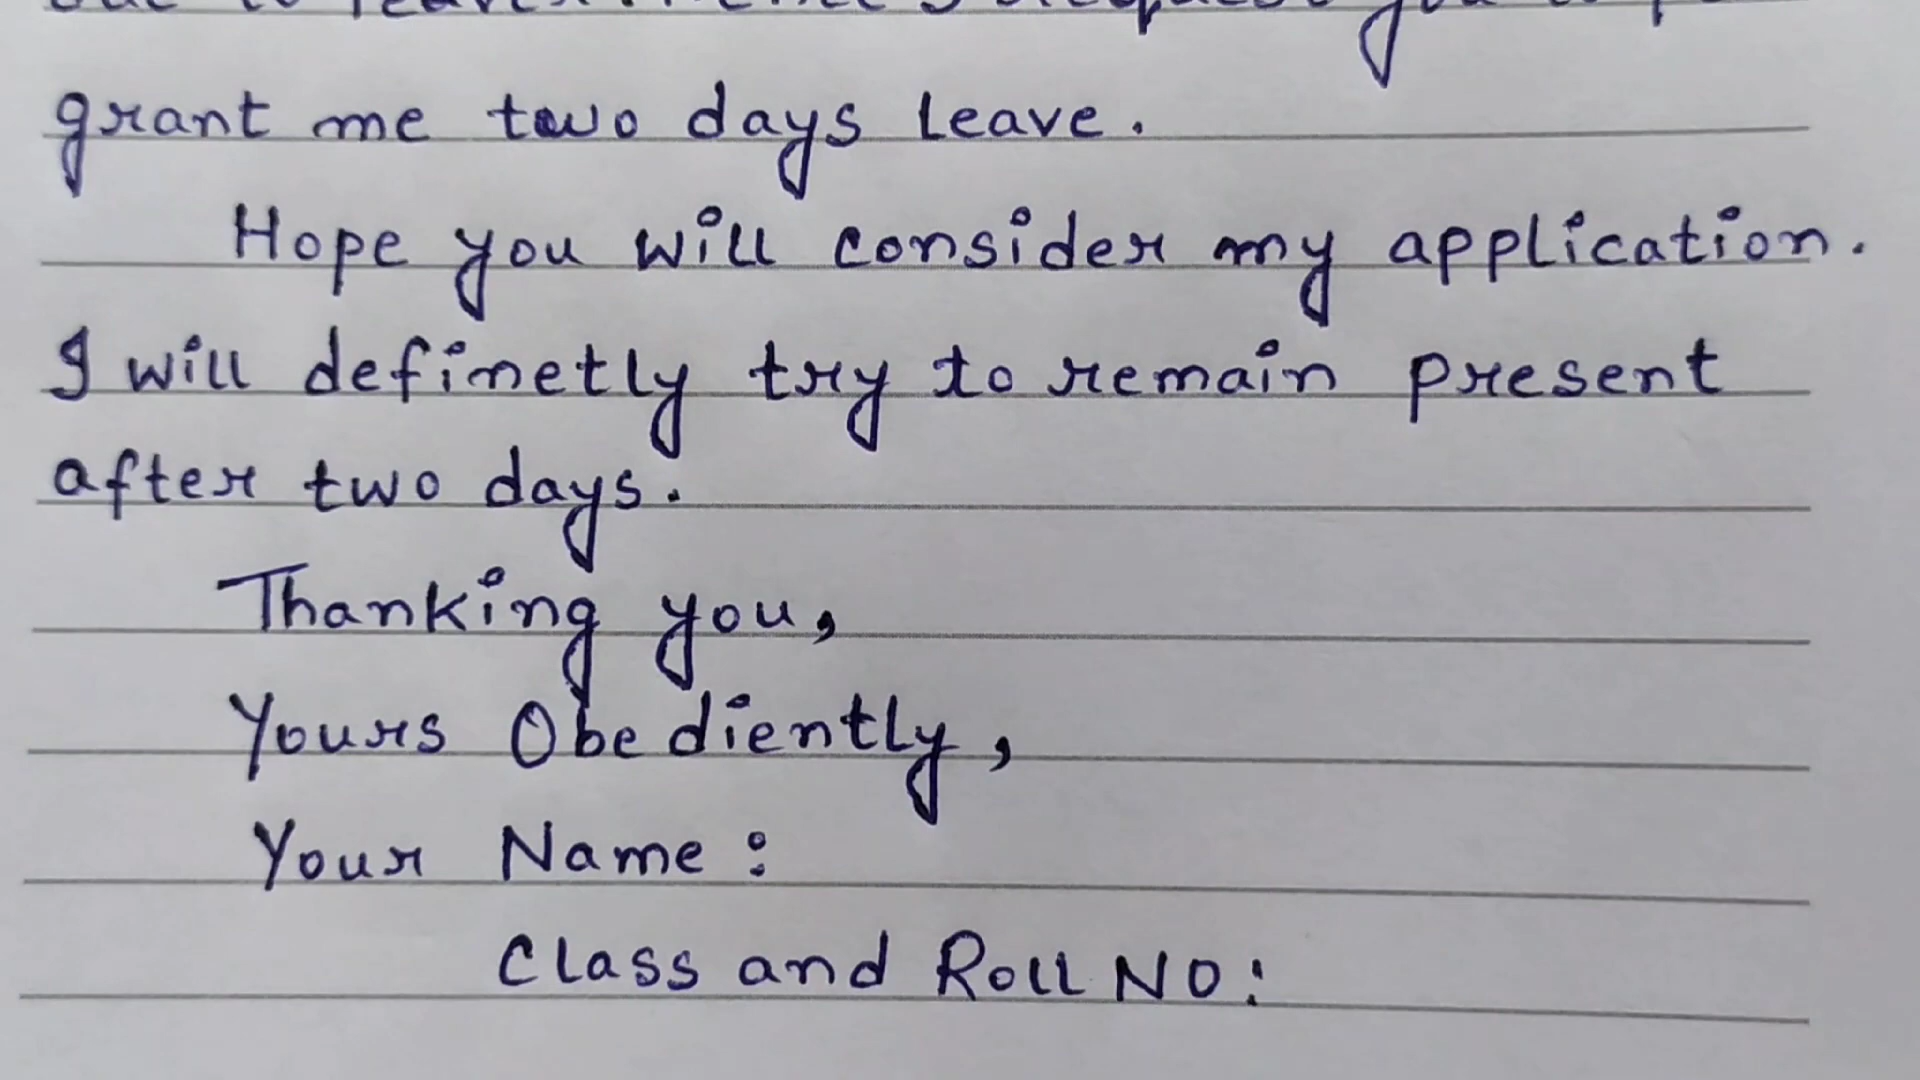 grant me two days leave.
Hope you will consider my application.
I will definetly try to remain present
after two days.
Thanking you,
Yours Obediently,
Your Name:
Class and Roll NO: